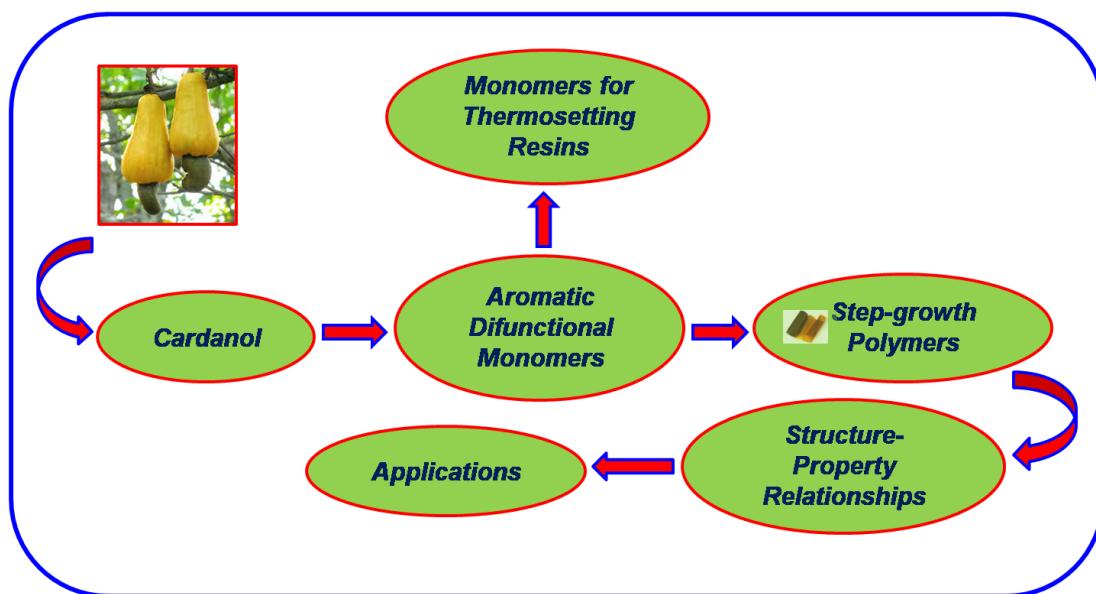 Monomers for
Thermosetting
Resins
Cardanol
Aromatic
Difunctional
Monomers
Step-growth
Polymers
Structure-
Property
Relationships
Applications